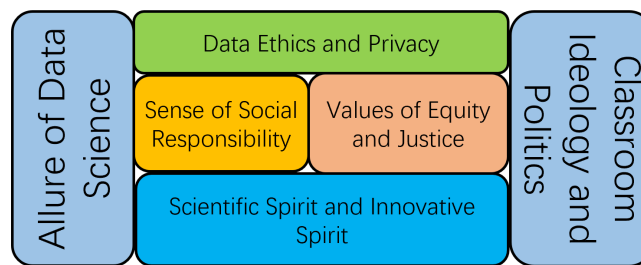 Allure of Data
Science
Data Ethics and Privacy
Sense of Social
Responsibility
Values of Equity
and Justice
Scientific Spirit and Innovative
Spirit
Classroom
Ideology and
Politics